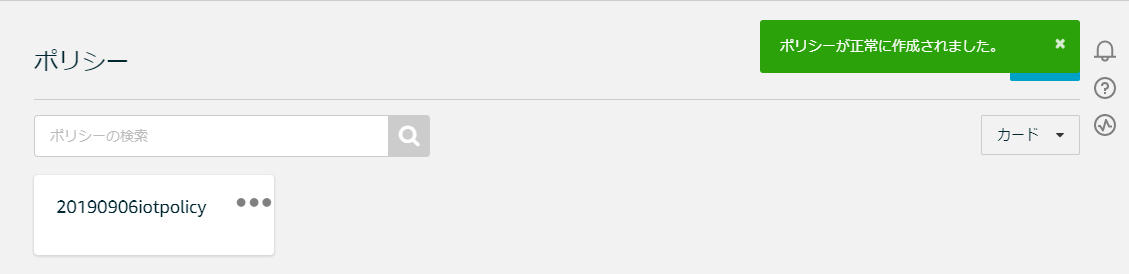 ポリシーが正常に作成されました。
ポリシー
ポリシーの検索
カード
20190906iotpolicy